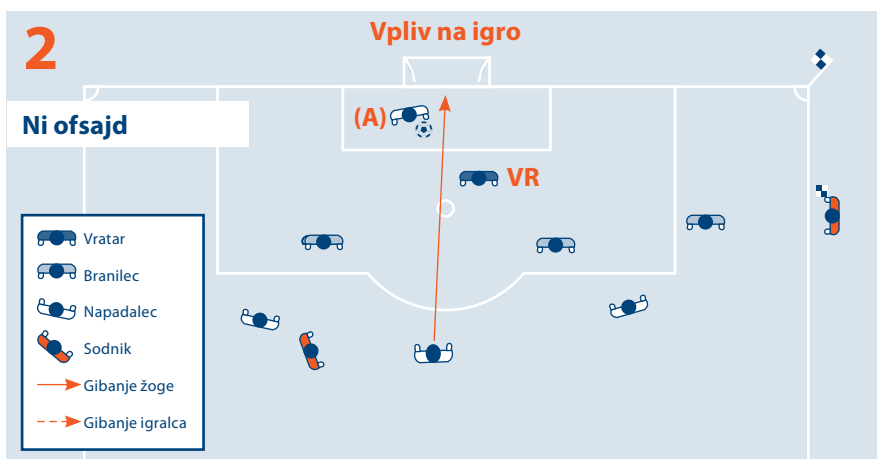 2
Vpliv na igro
Ni ofsajd
(A)
VR
Vratar
Branilec
Napadalec
Sodnik
Gibanje žoge
Gibanje igralca